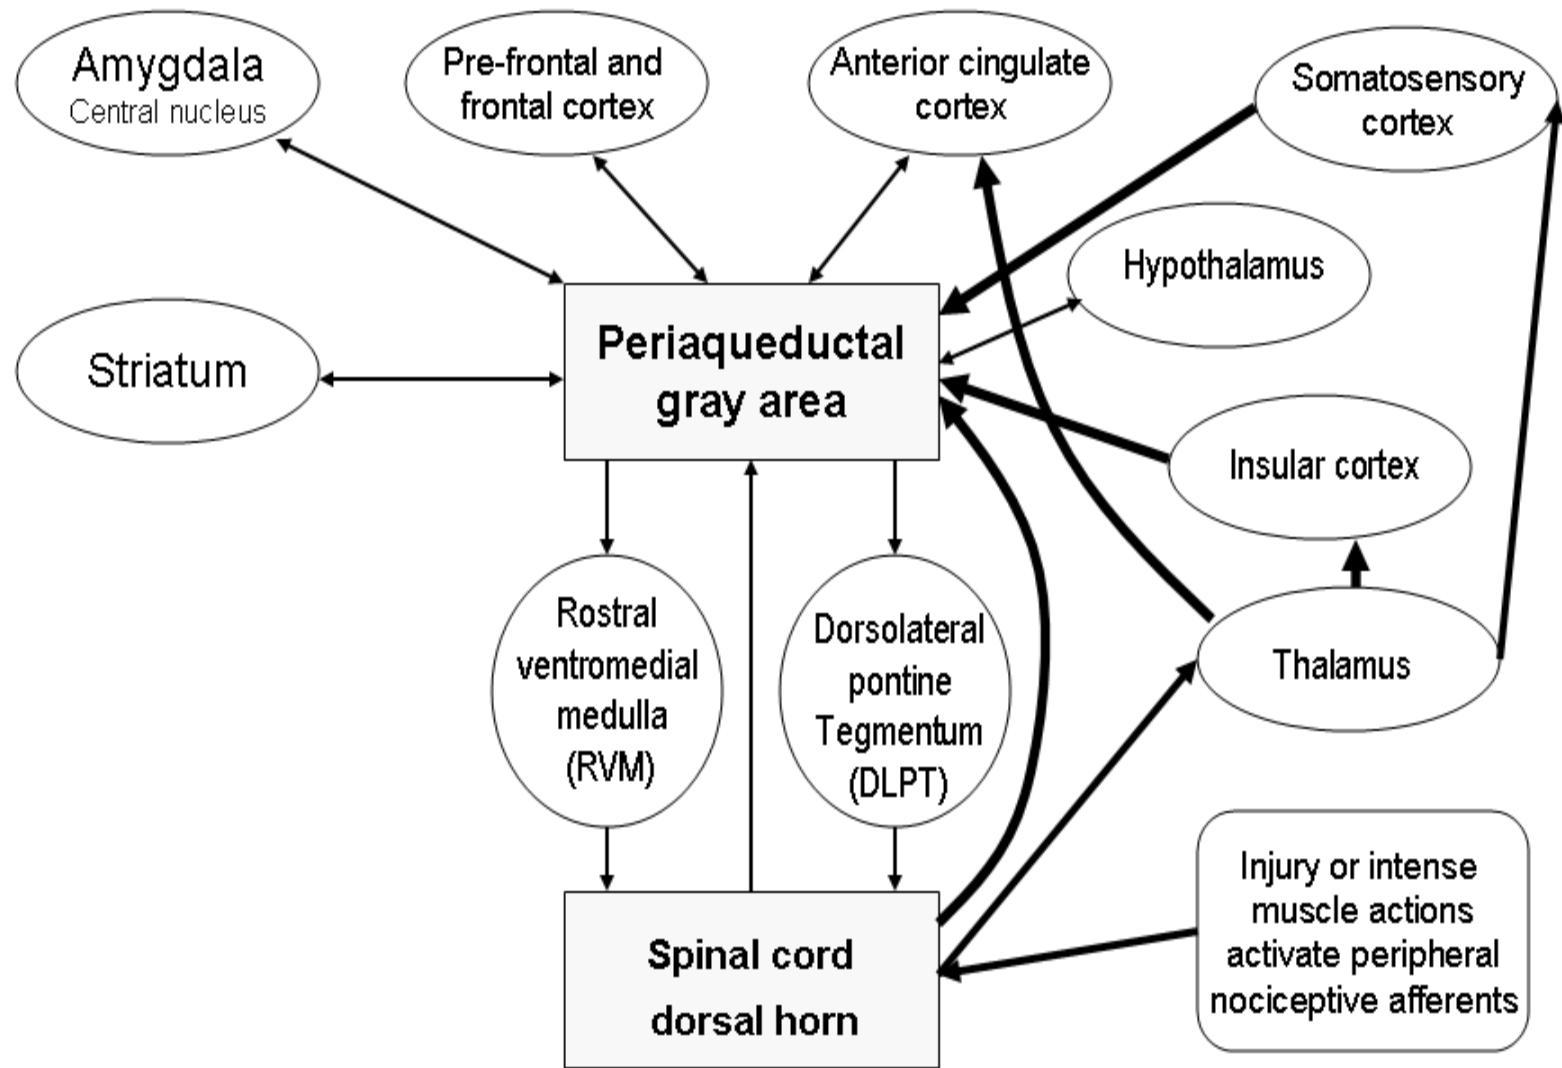 Amygdala
Central nucleus
Pre-frontal and
frontal cortex
Anterior cingulate
cortex
Somatosensory
cortex
Hypothalamus
Periaqueductal
gray area
Striatum
Insular cortex
Rostral
ventromedial
medulla
(RVM)
Dorsolateral
pontine
Tegmentum
(DLPT)
Thalamus
Injury or intense
muscle actions
activate peripheral
nociceptive afferents
Spinal cord
dorsal horn